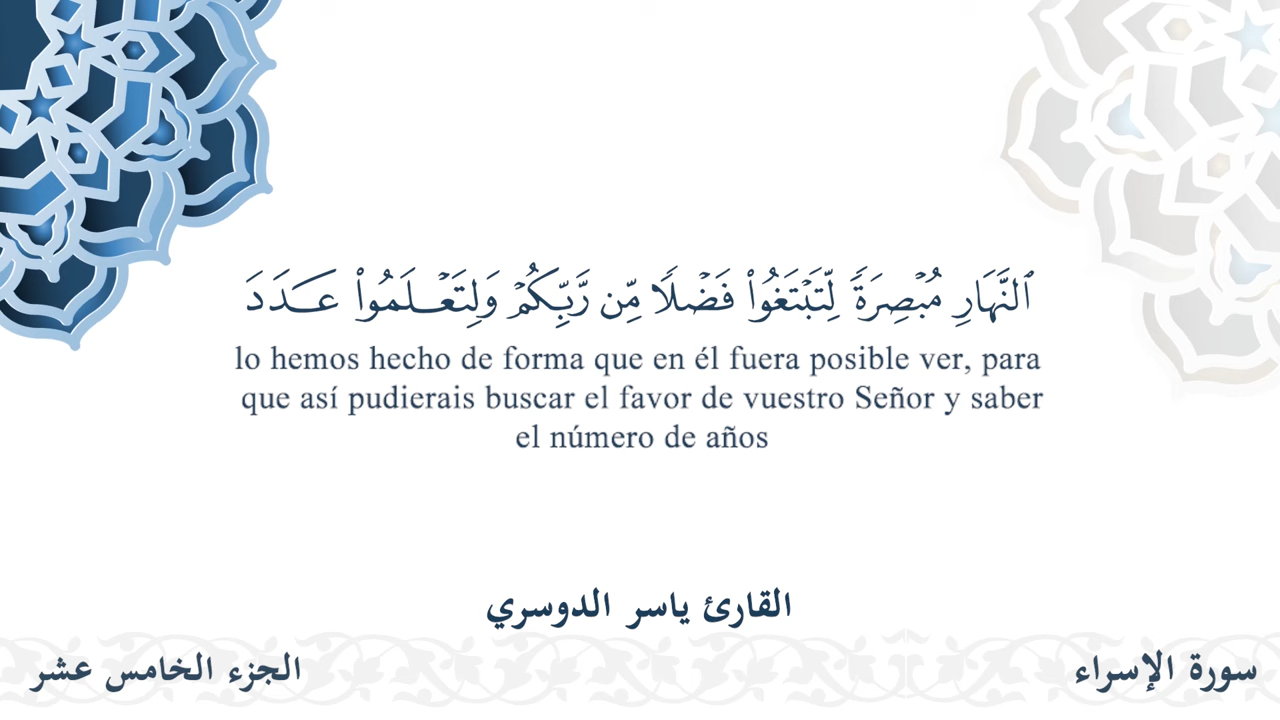 ٱلنَّهَارِ مُبۡصِرَةٗ لِّتَبۡتَغُواْ فَضۡلٗا مِّن رَّبِّكُمۡ وَلِتَعۡلَمُواْ عَدَدَ
lo hemos hecho de forma que en él fuera posible ver, para
que así pudierais buscar el favor de vuestro Señor y saber
el número de años
القارئ ياسر الدوسري
سورة الإسراء
الجزء الخامس عشر